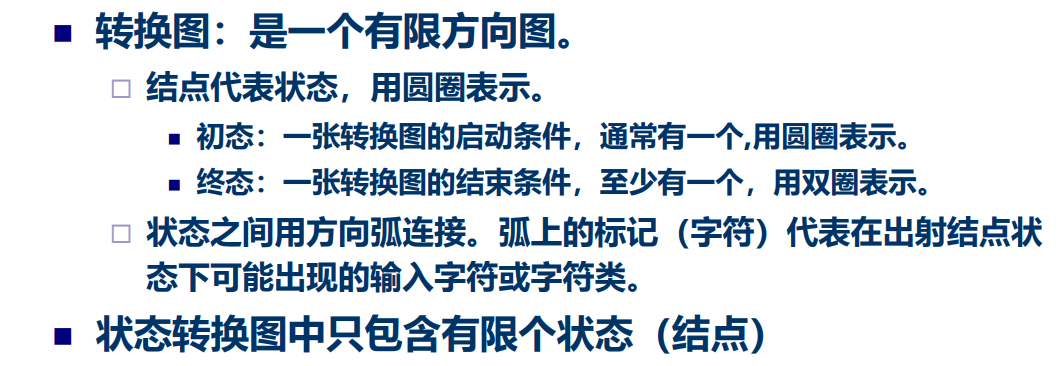 转换图：是一个有限方向图。
结点代表状态，用圆圈表示。
初态：一张转换图的启动条件，通常有一个,用圆圈表示。
终态：一张转换图的结束条件，至少有一个，用双圈表示。
状态之间用方向弧连接。弧上的标记（字符）代表在出射结点状
态下可能出现的输入字符或字符类。
状态转换图中只包含有限个状态（结点）